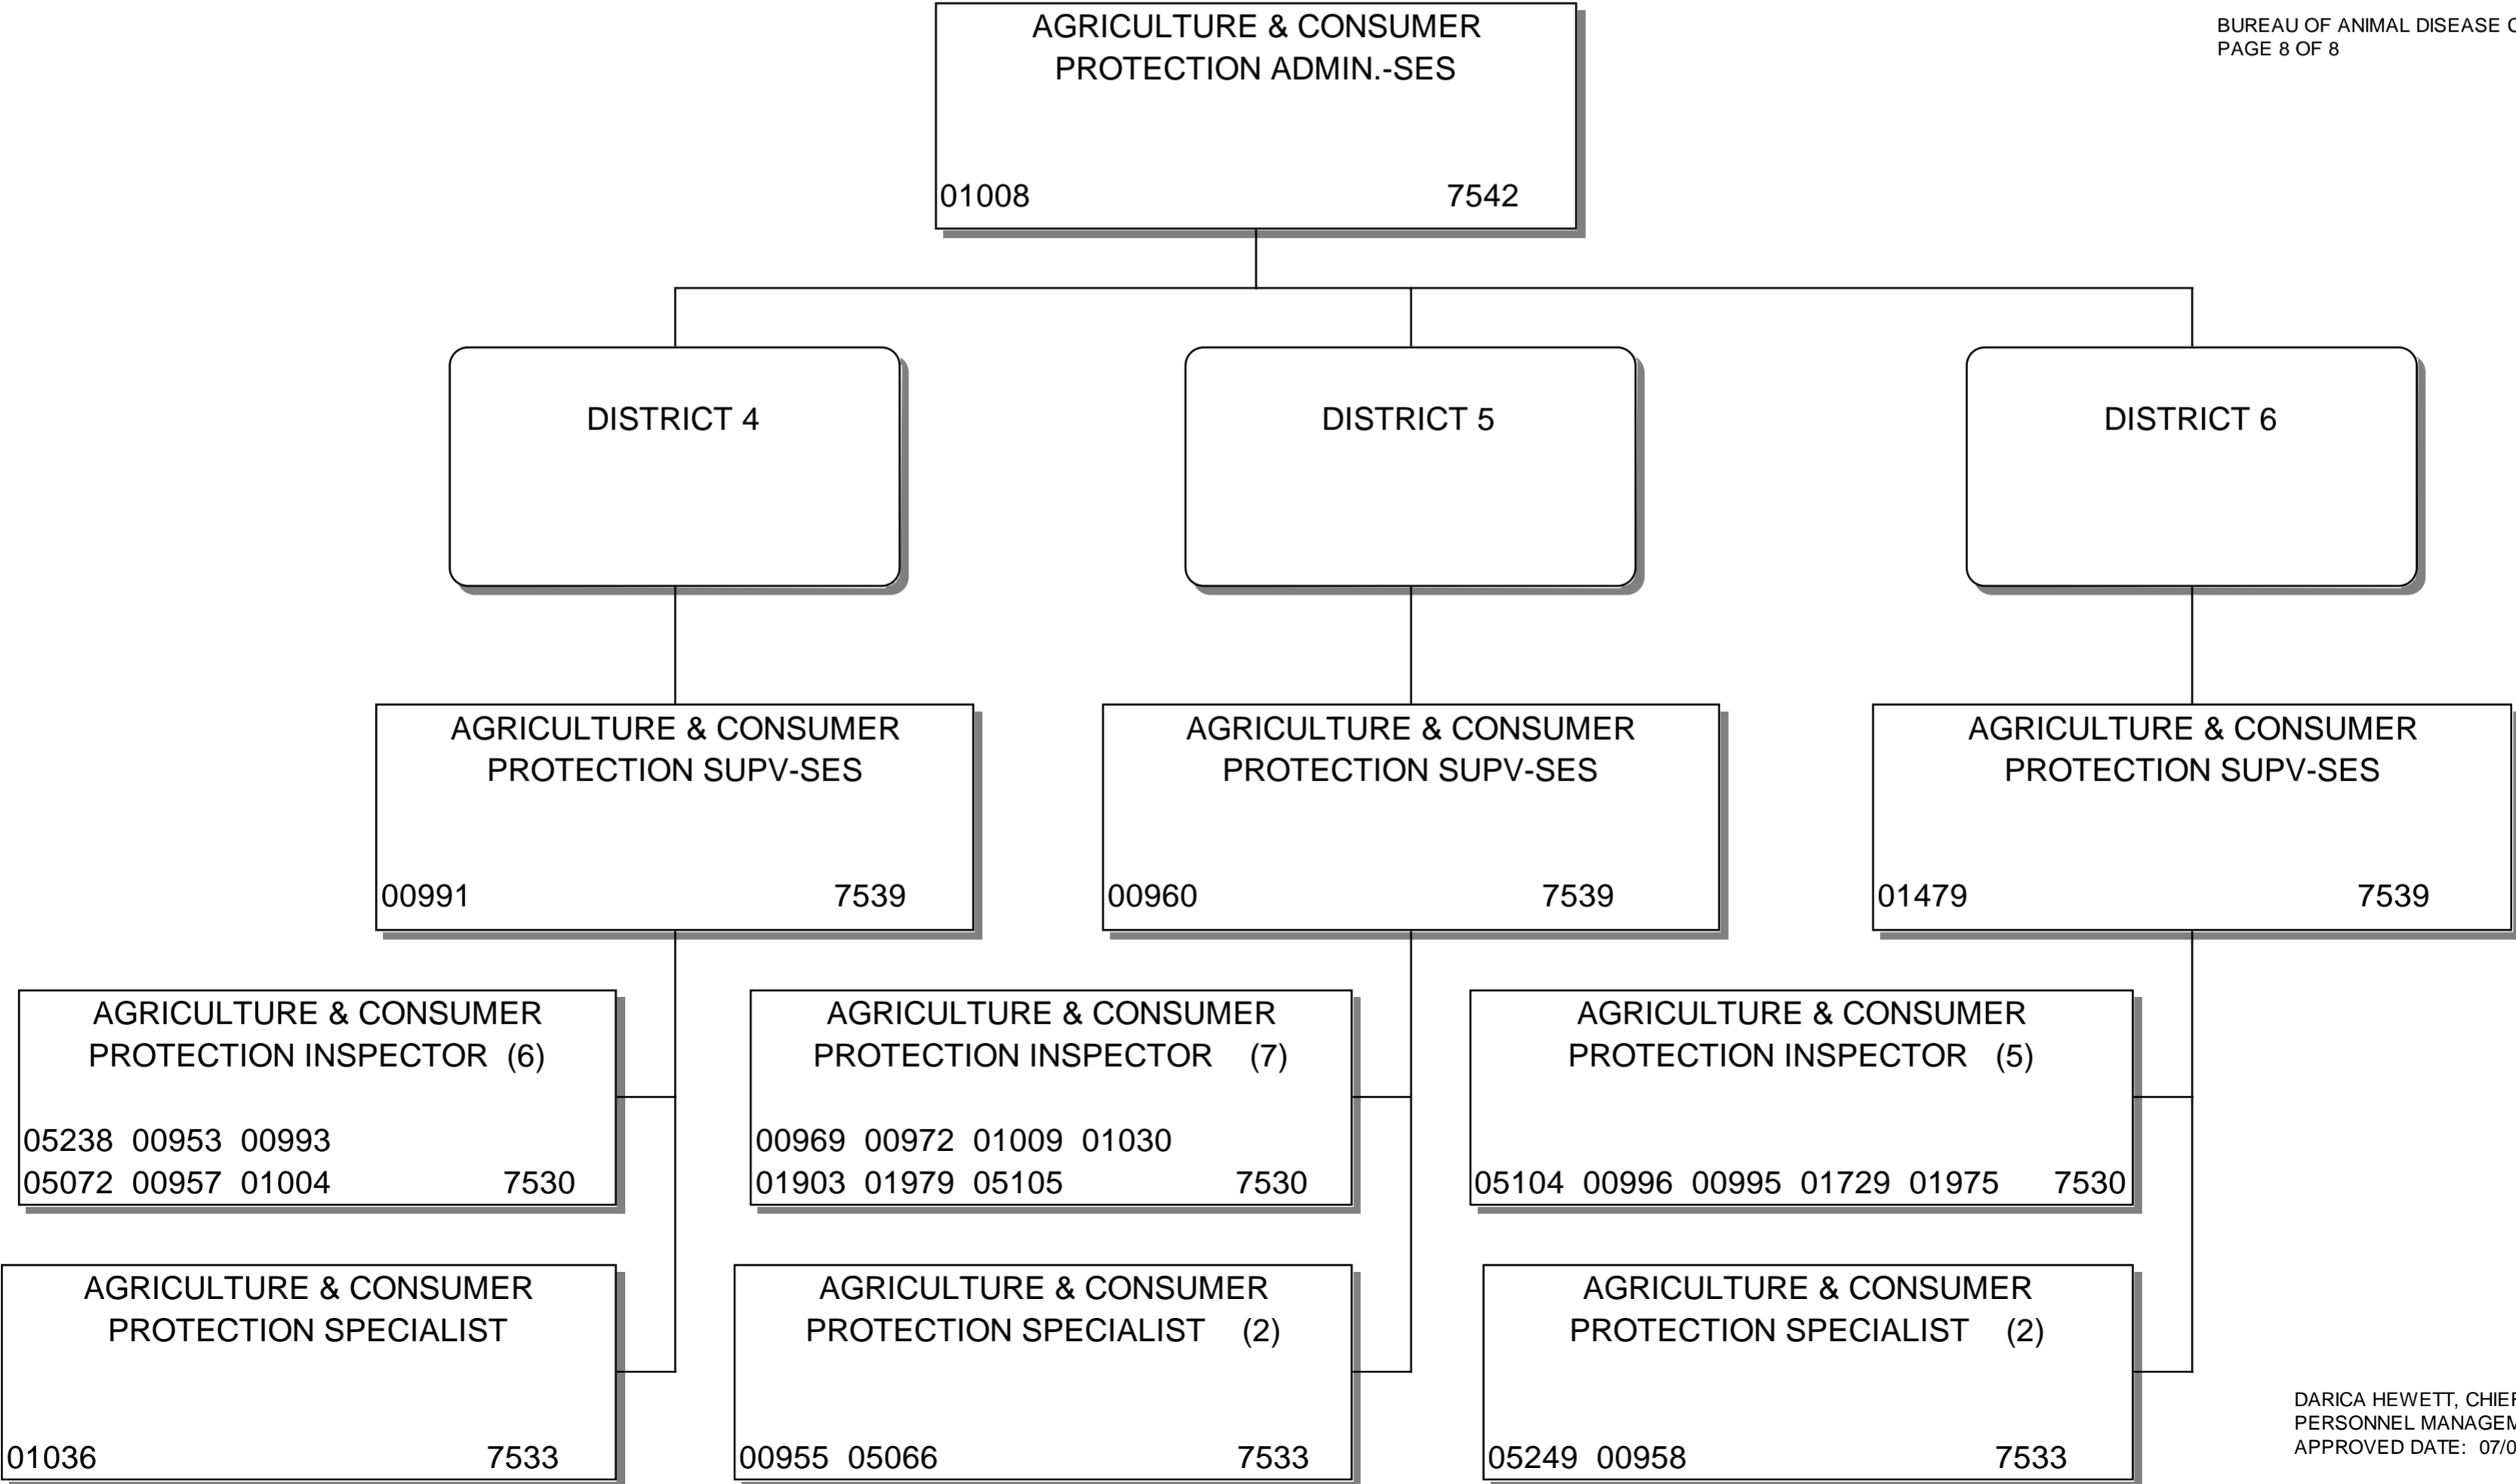 AGRICULTURE & CONSUMER
PROTECTION ADMIN.-SES
01008 7542
BUREAU OF ANIMAL DISEASE
PAGE 8 OF 8
DISTRICT 4
DISTRICT 5
DISTRICT 6
AGRICULTURE & CONSUMER
PROTECTION SUPV-SES
00991 7539
AGRICULTURE & CONSUMER
PROTECTION SUPV-SES
00960 7539
AGRICULTURE & CONSUMER
PROTECTION SUPV-SES
01479 7539
AGRICULTURE & CONSUMER
PROTECTION INSPECTOR (6)
05238 00953 00993
05072 00957 01004 7530
AGRICULTURE & CONSUMER
PROTECTION INSPECTOR (7)
00969 00972 01009 01030
01903 01979 05105 7530
AGRICULTURE & CONSUMER
PROTECTION INSPECTOR (5)
05104 00996 00995 01729 01975 7530
AGRICULTURE & CONSUMER
PROTECTION SPECIALIST
01036 7533
AGRICULTURE & CONSUMER
PROTECTION SPECIALIST (2)
00955 05066 7533
AGRICULTURE & CONSUMER
PROTECTION SPECIALIST (2)
05249 00958 7533
DARICA HEWETT,
PERSONNEL
APPROVED DATE: